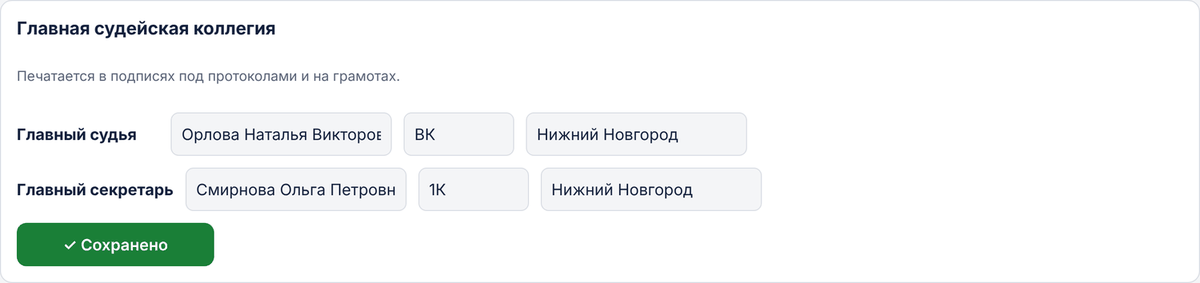 Главная судейская коллегия
Печатается в подписях под протоколами и на грамотах.
Главный судья Орлова Наталья Викторов ВК Нижний Новгород
Главный секретарь Смирнова Ольга Петровн 1К Нижний Новгород
✓ Сохранено